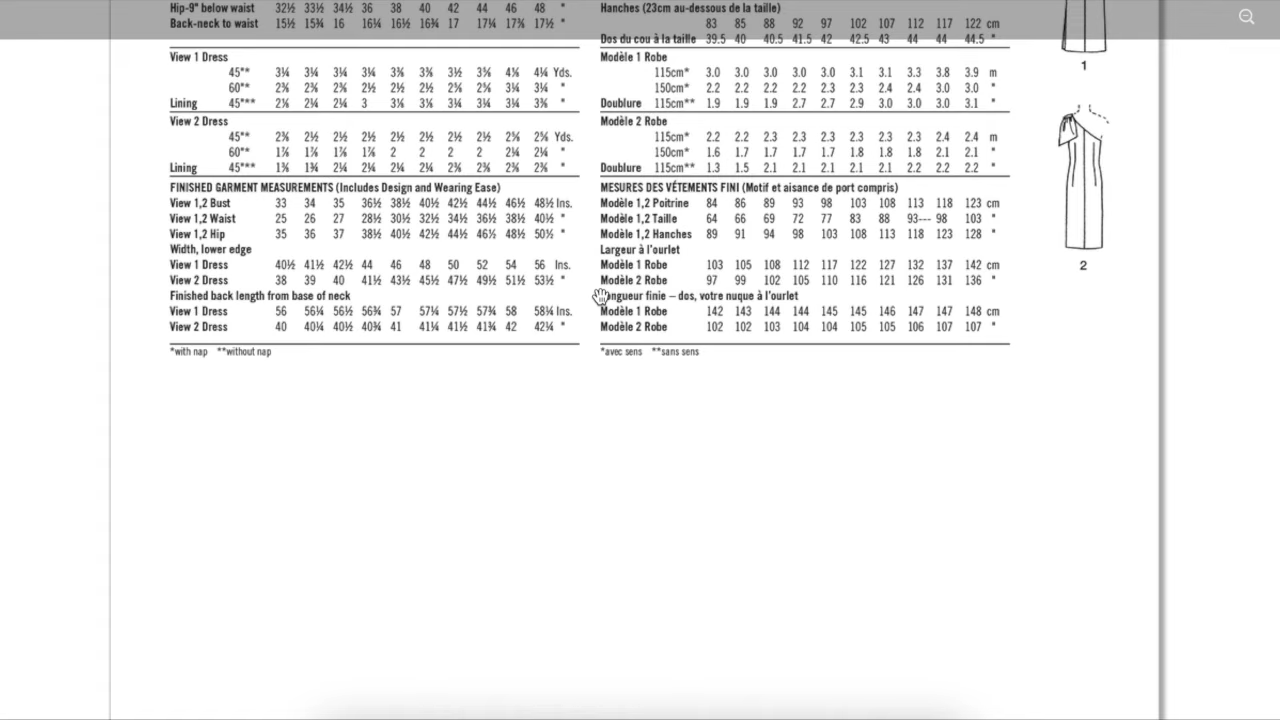 Hip-9" below waist 32½ 33½ 34½ 36 38 40 42 44 46 48 "
Back-neck to waist 15½ 15¾ 16 16¼ 16½ 16¾ 17 17¼ 17⅜ 17½ "
View 1 Dress
45"* 3¼ 3¼ 3¼ 3¼ 3⅜ 3⅜ 3½ 3⅝ 4⅛ 4¼ Yds.
60"* 2⅜ 2⅜ 2⅜ 2½ 2½ 2½ 2⅝ 2⅝ 3¼ 3¼ "
Lining 45"** 2⅛ 2¼ 2¼ 3 3⅛ 3⅛ 3¼ 3¼ 3¼ 3⅜ "
View 2 Dress
45"* 2⅜ 2½ 2½ 2½ 2½ 2½ 2½ 2½ 2⅝ 2⅝ Yds.
60"* 1⅞ 1⅞ 1⅞ 1⅞ 2 2 2 2 2¼ 2¼ "
Lining 45"** 1⅜ 1¾ 2¼ 2¼ 2¼ 2¼ 2¼ 2⅜ 2⅜ 2⅜ "
FINISHED GARMENT MEASUREMENTS (Includes Design and Wearing Ease)
View 1,2 Bust 33 34 35 36½ 38½ 40½ 42½ 44½ 46½ 48½ Ins.
View 1,2 Waist 25 26 27 28½ 30½ 32½ 34½ 36½ 38½ 40½ "
View 1,2 Hip 35 36 37 38½ 40½ 42½ 44½ 46½ 48½ 50½ "
Width, lower edge
View 1 Dress 40½ 41½ 42½ 44 46 48 50 52 54 56 Ins.
View 2 Dress 38 39 40 41½ 43½ 45½ 47½ 49½ 51½ 53½ "
Finished back length from base of neck
View 1 Dress 56 56¼ 56½ 56¾ 57 57¼ 57½ 57¾ 58 58¼ Ins.
View 2 Dress 40 40¼ 40½ 40¾ 41 41¼ 41½ 41¾ 42 42¼ "
*with nap **without nap
Hanches (23cm au-dessous de la taille)
83 85 88 92 97 102 107 112 117 122 cm
Dos du cou à la taille 39.5 40 40.5 41.5 42 42.5 43 44 44 44.5 "
Modèle 1 Robe
115cm* 3.0 3.0 3.0 3.0 3.0 3.1 3.1 3.3 3.8 3.9 m
150cm* 2.2 2.2 2.2 2.2 2.3 2.3 2.4 2.4 3.0 3.0 "
Doublure 115cm** 1.9 1.9 1.9 2.7 2.7 2.9 3.0 3.0 3.0 3.1 "
Modèle 2 Robe
115cm* 2.2 2.2 2.3 2.3 2.3 2.3 2.3 2.3 2.4 2.4 m
150cm* 1.6 1.7 1.7 1.7 1.7 1.8 1.8 1.8 2.1 2.1 "
Doublure 115cm** 1.3 1.5 2.1 2.1 2.1 2.1 2.1 2.2 2.2 2.2 "
MESURES DES VÉTEMENTS FINI (Motif et aisance de port compris)
Modèle 1,2 Poitrine 84 86 89 93 98 103 108 113 118 123 cm
Modèle 1,2 Taille 64 66 69 72 77 83 88 93--- 98 103 "
Modèle 1,2 Hanches 89 91 94 98 103 108 113 118 123 128 "
Largeur à l'ourlet
Modèle 1 Robe 103 105 108 112 117 122 127 132 137 142 cm
Modèle 2 Robe 97 99 102 105 110 116 121 126 131 136 "
finie – dos, votre nuque à l'ourlet
Modèle 1 Robe 142 143 144 144 145 145 146 147 147 148 cm
Modèle 2 Robe 102 102 103 104 104 105 105 106 107 107 "
*avec sens **sans sens
1
2